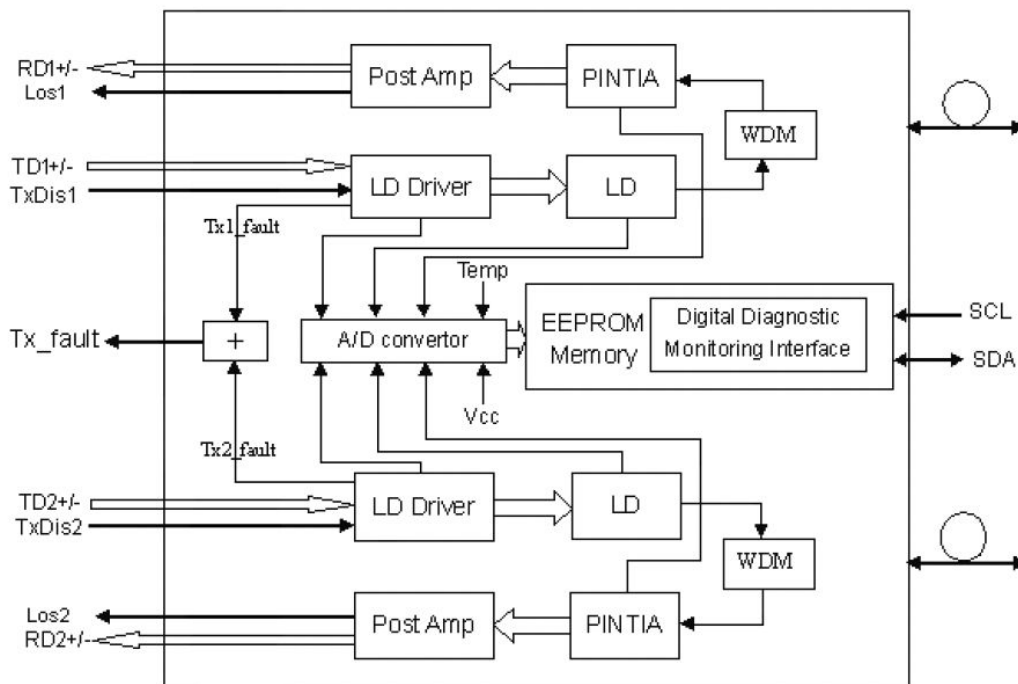 RD1+/-
Los1
Post Amp
PINTIA
WDM
TD1+/-
TxDis1
LD Driver
LD
Tx1_fault
Temp
Tx_fault
+
A/D convertor
EEPROM
Memory
Digital Diagnostic
Monitoring Interface
SCL
SDA
Vcc
Tx2_fault
TD2+/-
TxDis2
LD Driver
LD
WDM
Los2
RD2+/-
Post Amp
PINTIA